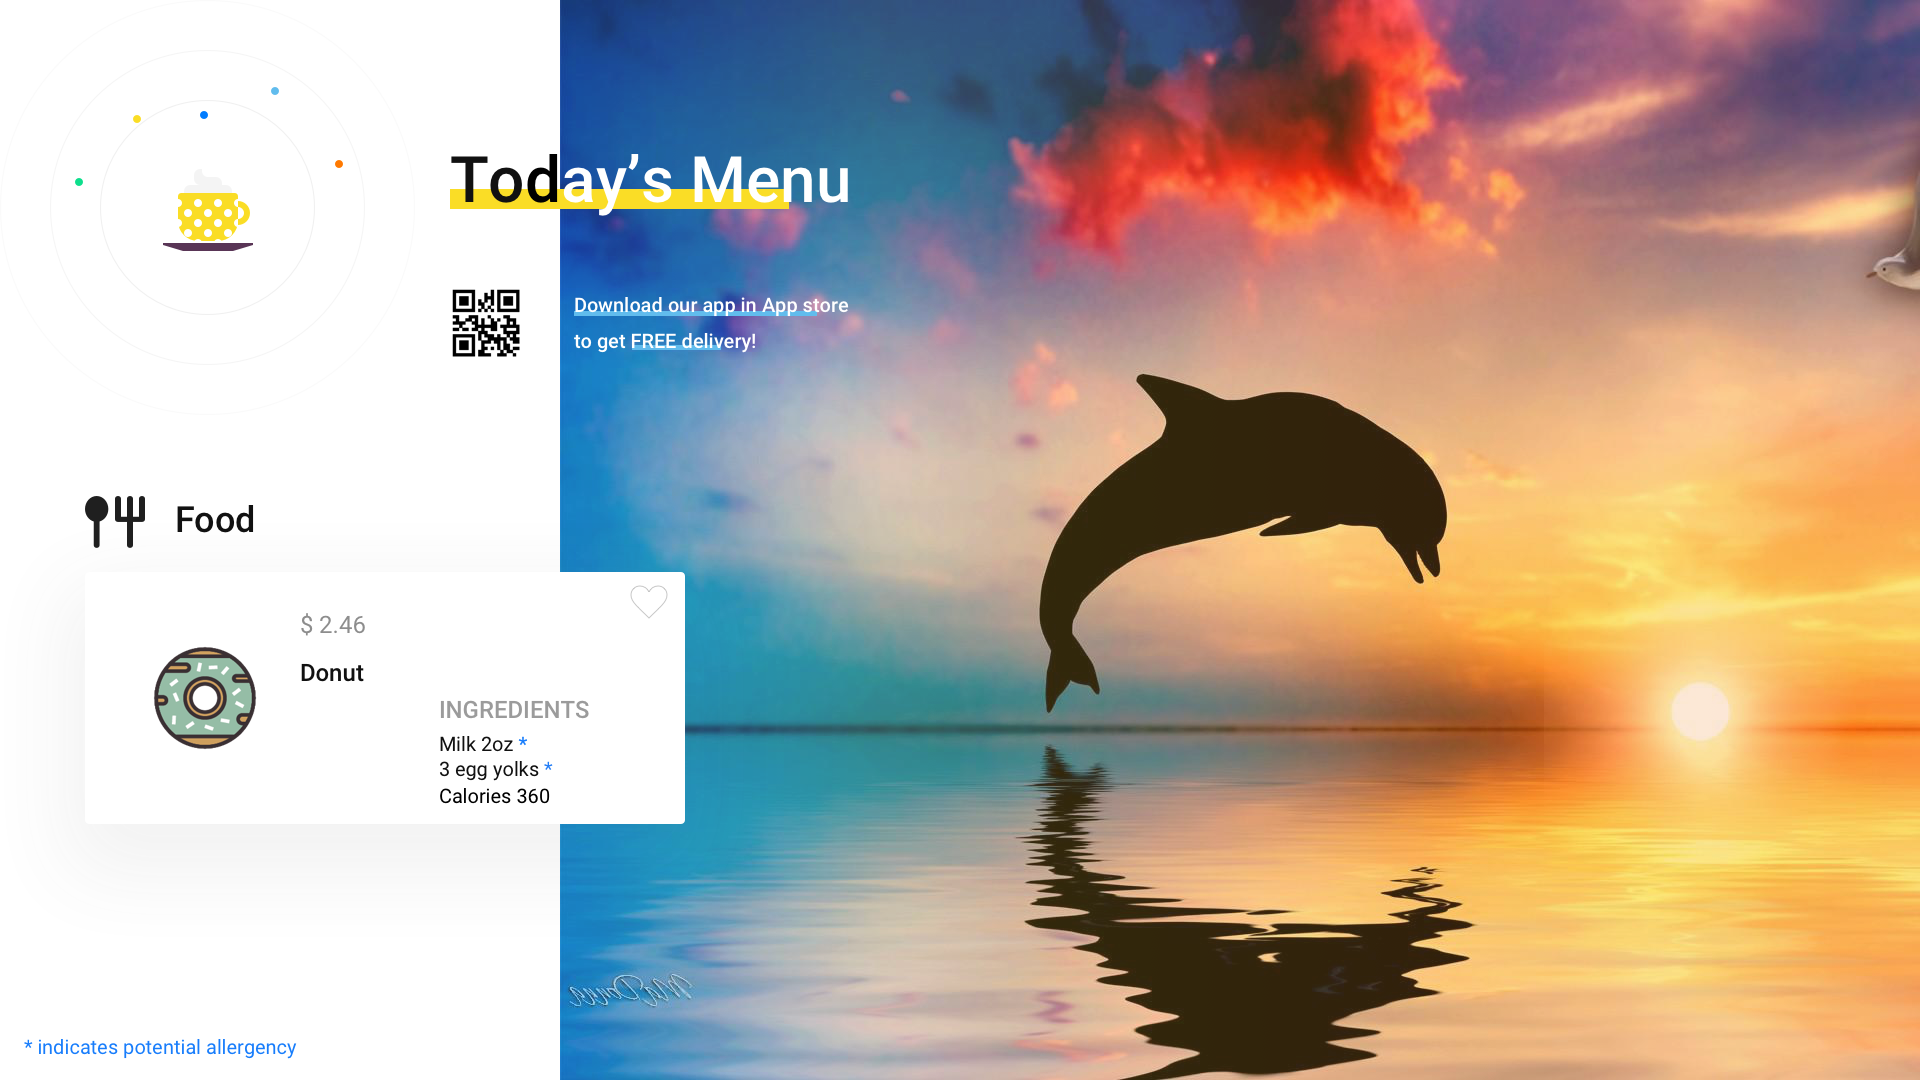 Today’s Menu
Download our app in App store
to get FREE delivery!
Food
$ 2.46
Donut
INGREDIENTS
Milk 2oz *
3 egg yolks *
Calories 360
* indicates potential allergency